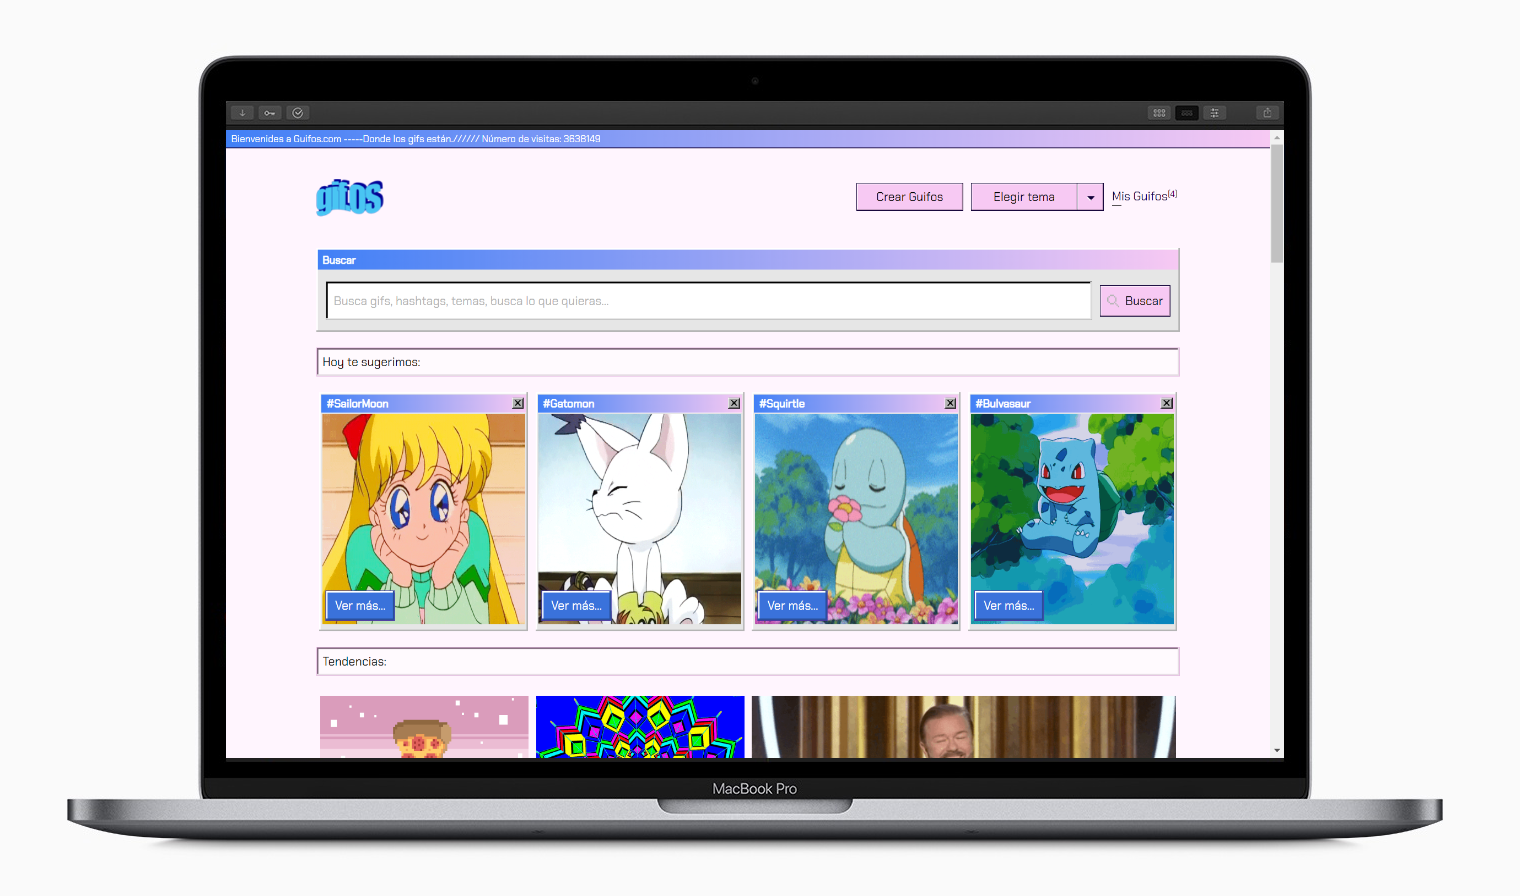 Bienvenides a Guifos.com -----Donde los gifs están.////// Número de visitas: 3638149
gifOS
Crear Guifos
Elegir tema
Mis Guifos(4)
Buscar
Busca gifs, hashtags, temas, busca lo que quieras...
Buscar
Hoy te sugerimos:
#SailorMoon
#Gatomon
#Squirtle
#Bulvasaur
Ver más...
Ver más...
Ver más...
Ver más...
Tendencias:
MacBook Pro